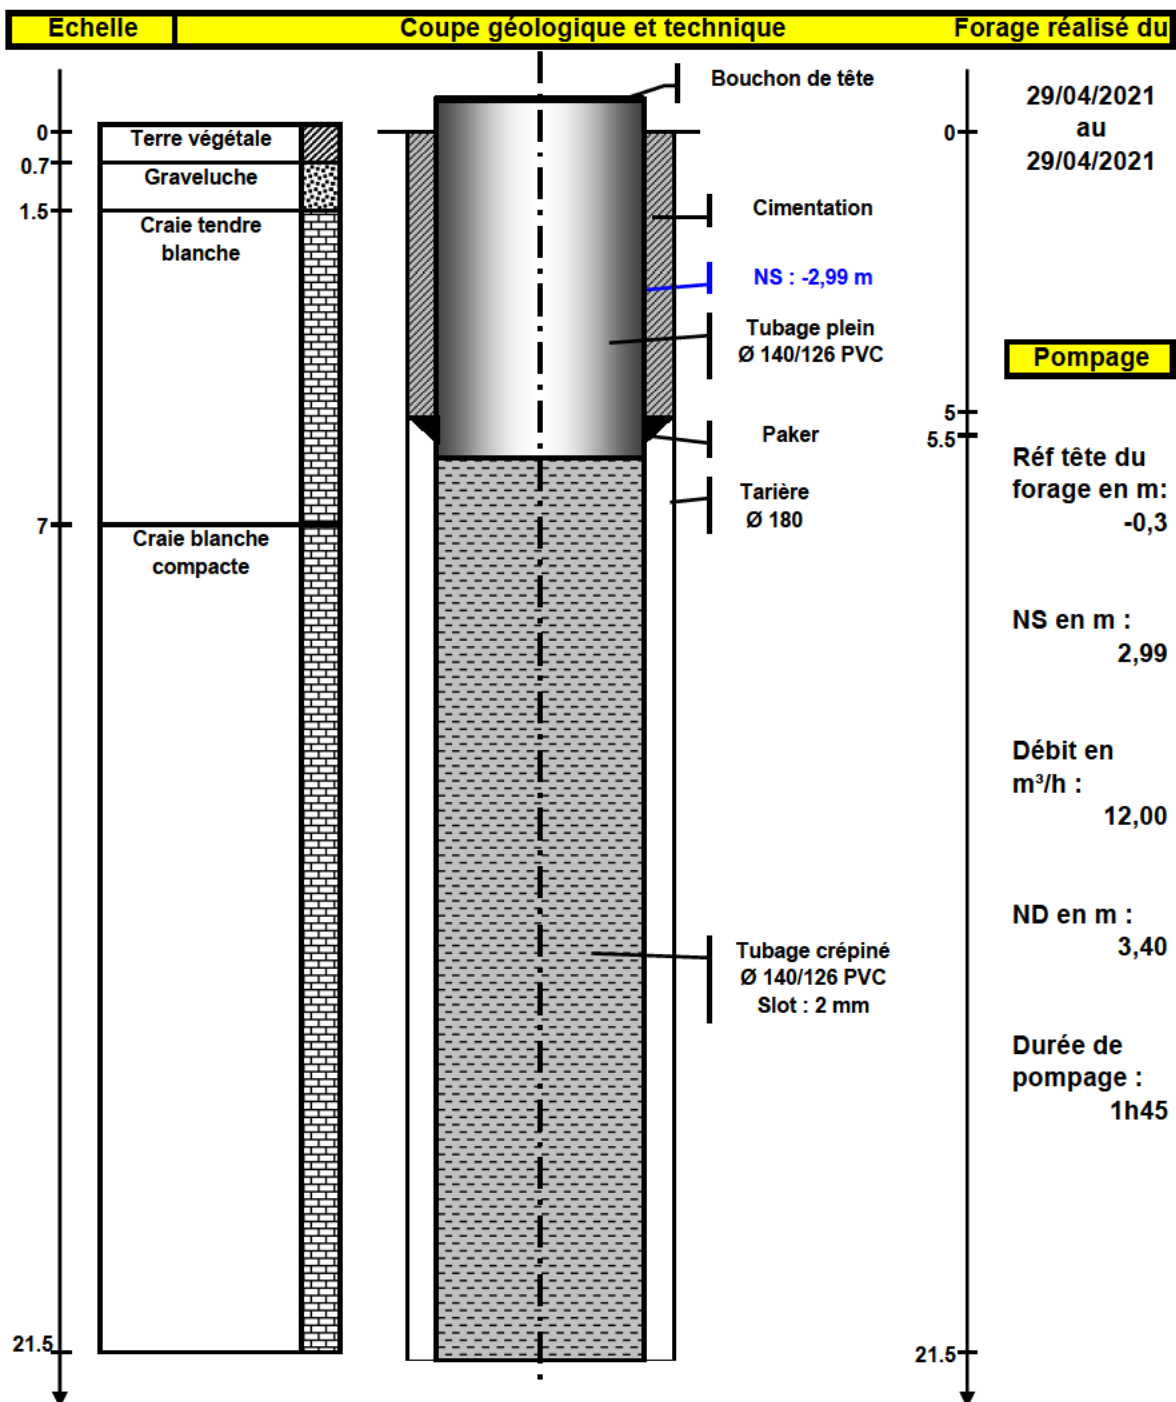 Echelle
Coupe géologique et technique
Forage réalisé du
0
0.7
1.5
7
21.5
Terre végétale
Graveluche
Craie tendre
blanche
Craie blanche
compacte
Bouchon de tête
Cimentation
NS : -2,99 m
Tubage plein
Ø 140/126 PVC
Paker
Tarière
Ø 180
Tubage crépiné
Ø 140/126 PVC
Slot : 2 mm
0
5
5.5
21.5
29/04/2021
au
29/04/2021
Pompage
Réf tête du
forage en m:
-0,3
NS en m :
2,99
Débit en
m³/h :
12,00
ND en m :
3,40
Durée de
pompage :
1h45